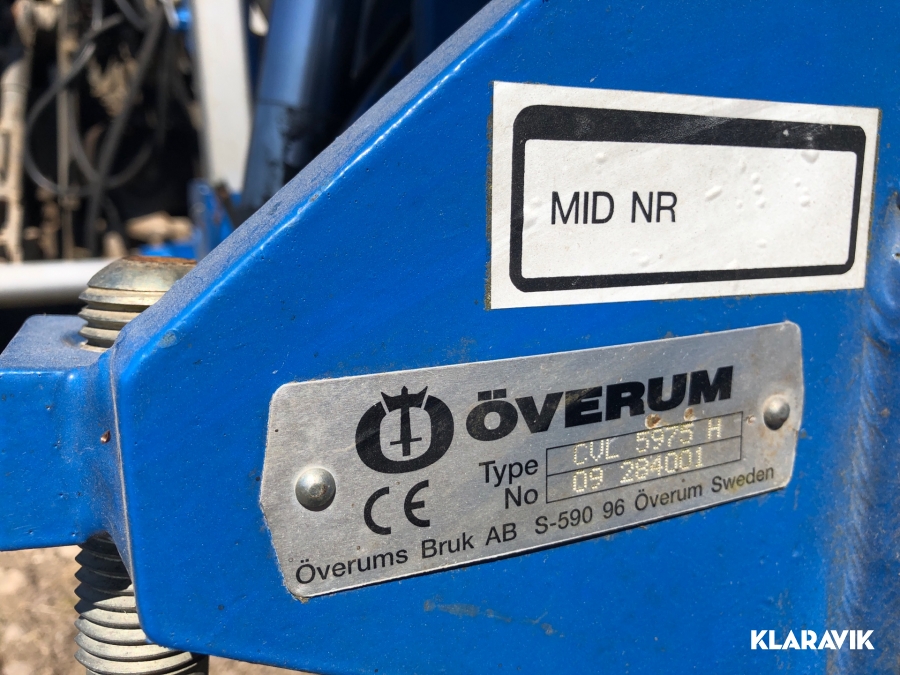 MID NR
ÖVERUM
Type CVL 5975 H
No 09 284001
CE
Överums Bruk AB S-590 96 Överum Sweden
KLARAVIK